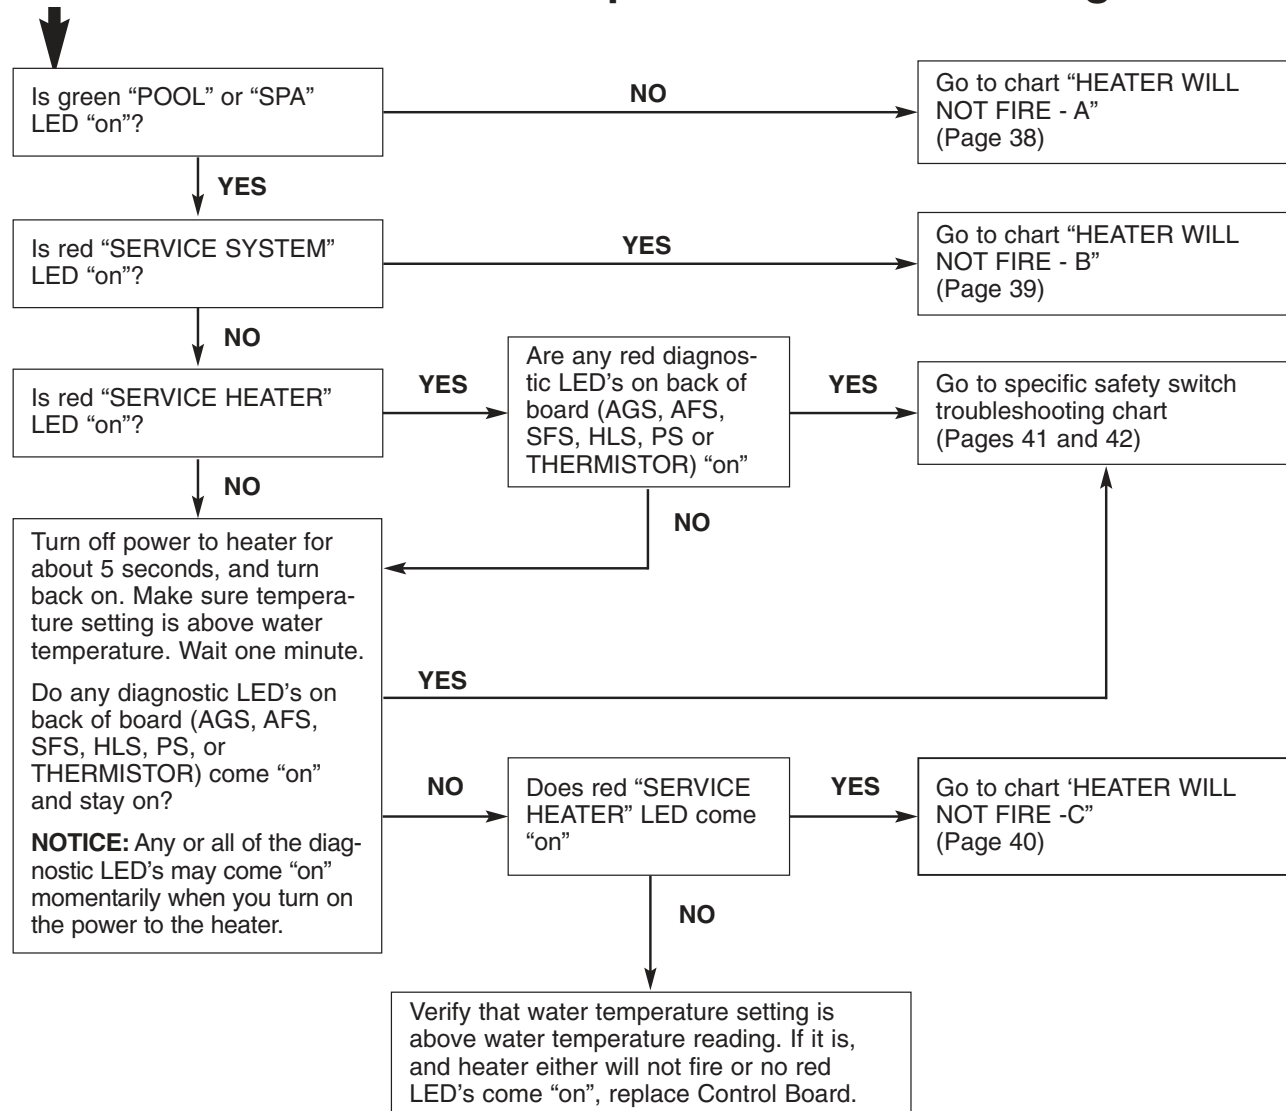 Is green “POOL” or “SPA”
LED “on”?
NO
Go to chart “HEATER WILL
NOT FIRE - A”
(Page 38)
YES
Is red “SERVICE SYSTEM”
LED “on”?
YES
Go to chart “HEATER WILL
NOT FIRE - B”
(Page 39)
NO
Is red “SERVICE HEATER”
LED “on”?
YES
Are any red diagnos-
tic LED’s on back of
board (AGS, AFS,
SFS, HLS, PS or
THERMISTOR) “on”
YES
Go to specific safety switch
troubleshooting chart
(Pages 41 and 42)
NO
NO
Turn off power to heater for
about 5 seconds, and turn
back on. Make sure tempera-
ture setting is above water
temperature. Wait one minute.
Do any diagnostic LED’s on
back of board (AGS, AFS,
SFS, HLS, PS, or
THERMISTOR) come “on”
and stay on?
NOTICE: Any or all of the diag-
nostic LED’s may come “on”
momentarily when you turn on
the power to the heater.
YES
NO
Does red “SERVICE
HEATER” LED come
“on”
YES
Go to chart ‘HEATER WILL
NOT FIRE -C”
(Page 40)
NO
Verify that water temperature setting is
above water temperature reading. If it is,
and heater either will not fire or no red
LED’s come “on”, replace Control Board.